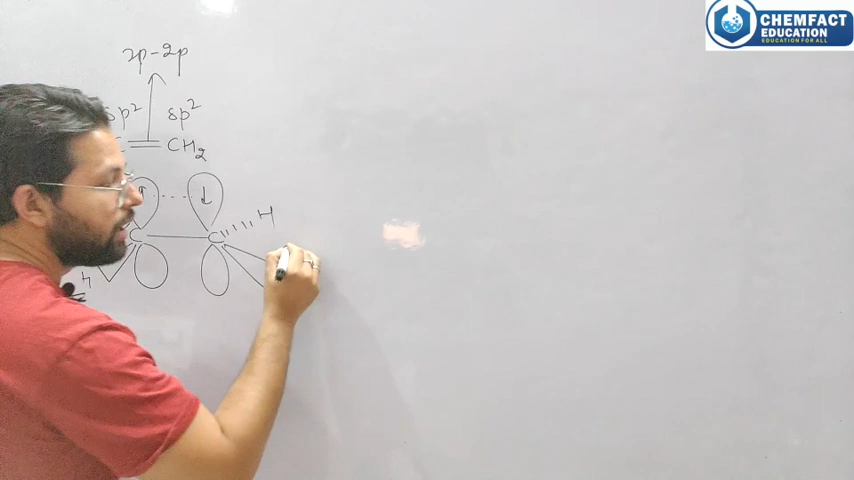 CHEMFACT
EDUCATION
EDUCATION FOR ALL
2p-2p
sp² sp²
CH₂
C C H
H